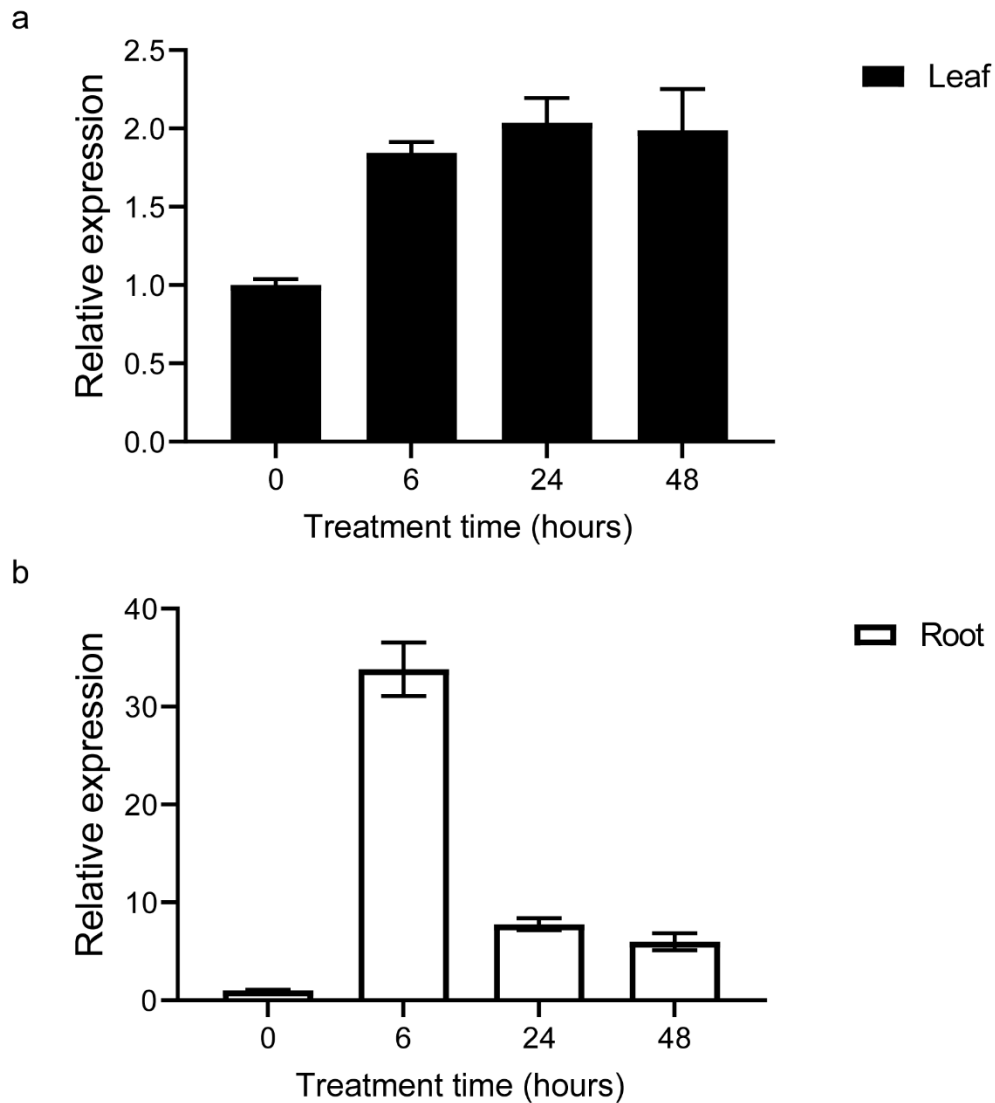 a
Relative expression
2.5
2.0
1.5
1.0
0.5
0.0
0 6 24 48
Treatment time (hours)
Leaf
b
Relative expression
40
30
20
10
0
0 6 24 48
Treatment time (hours)
Root